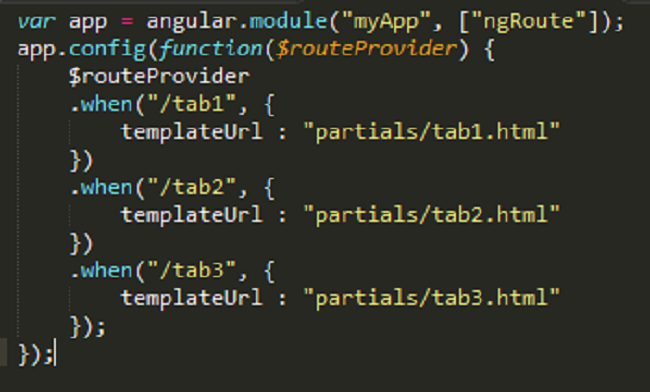 var app = angular.module("myApp", ["ngRoute"]);
app.config(function($routeProvider) {
    $routeProvider
    .when("/tab1", {
        templateUrl : "partials/tab1.html"
    })
    .when("/tab2", {
        templateUrl : "partials/tab2.html"
    })
    .when("/tab3", {
        templateUrl : "partials/tab3.html"
    });
});